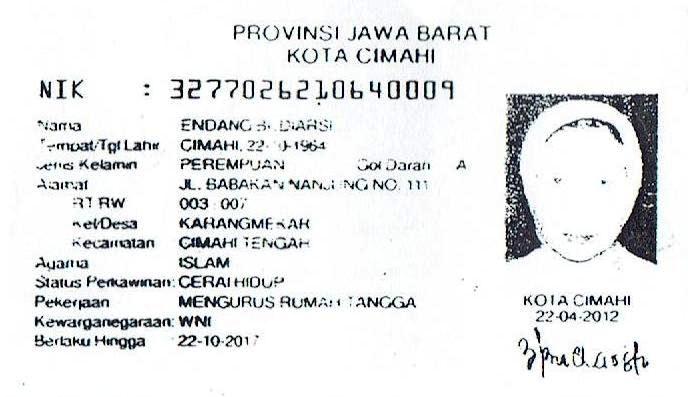 PROVINSI JAWA BARAT
KOTA CIMAHI
NIK : 3277026210640009
Nama ENDANG
Tempat/Tgl Lahir CIMAHI, 22-10-1964
Jenis Kelamin PEREMPUAN Gol Darah A
Alamat JL. BABAKAN NO. 111
RT RW 003 007
Kel/Desa KARANGMEKAR
Kecamatan CIMAHI TENGAH
Agama ISLAM
Status Perkawinan: CERAI HIDUP
Pekerjaan MENGURUS RUMAH TANGGA
Kewarganegaraan: WNI
Berlaku Hingga 22-10-2017
KOTA CIMAHI
22-04-2012